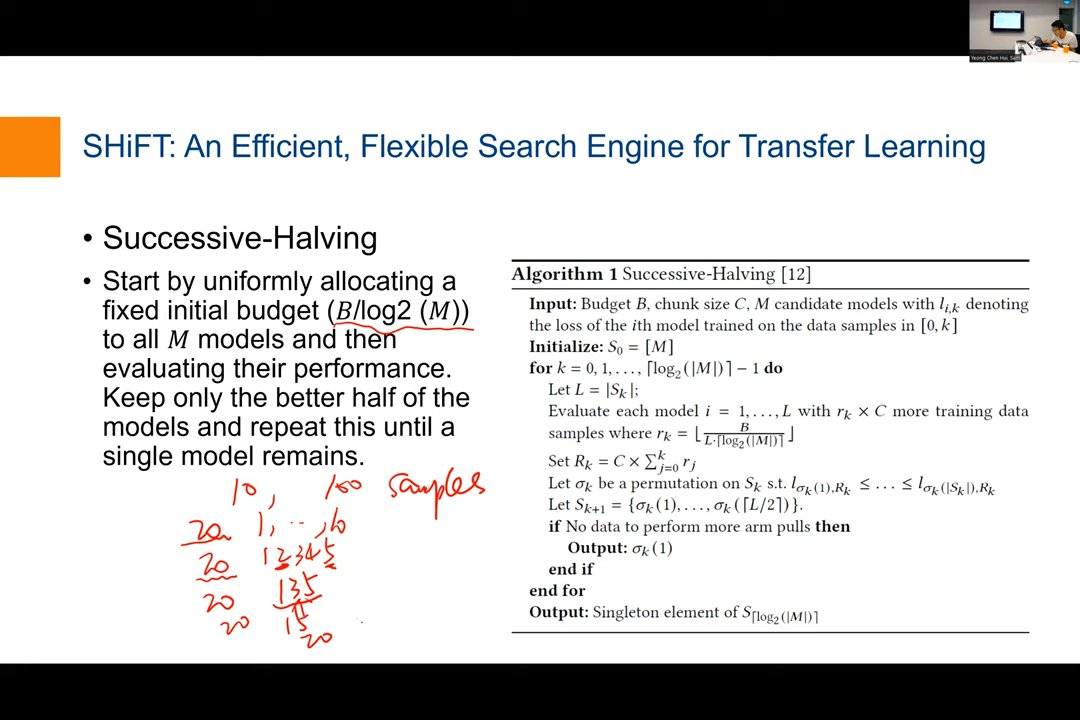 Yeong Chen Hui, Sam
SHiFT: An Efficient, Flexible Search Engine for Transfer Learning
• Successive-Halving
• Start by uniformly allocating a
fixed initial budget (B/log2 (M))
to all M models and then
evaluating their performance.
Keep only the better half of the
models and repeat this until a
single model remains.
10, 100 samples
20 1, ..., 10
20 1 2 3 4 5
20 1 3 5
20 1 5
20
Algorithm 1 Successive-Halving [12]
Input: Budget B, chunk size C, M candidate models with l_{i,k} denoting
the loss of the ith model trained on the data samples in [0, k]
Initialize: S_0 = [M]
for k = 0, 1, . . . , ⌈log_2(|M|)⌉ − 1 do
Let L = |S_k|;
Evaluate each model i = 1, . . . , L with r_k × C more training data
samples where r_k = ⌊ B / L·⌈log_2(|M|)⌉ ⌋
Set R_k = C × ∑_{j=0}^{k} r_j
Let σ_k be a permutation on S_k s.t. l_{σ_k(1),R_k} ≤ . . . ≤ l_{σ_k(|S_k|),R_k}
Let S_{k+1} = {σ_k(1), . . . , σ_k(⌈L/2⌉)}.
if No data to perform more arm pulls then
Output: σ_k(1)
end if
end for
Output: Singleton element of S_{⌈log_2(|M|)⌉}